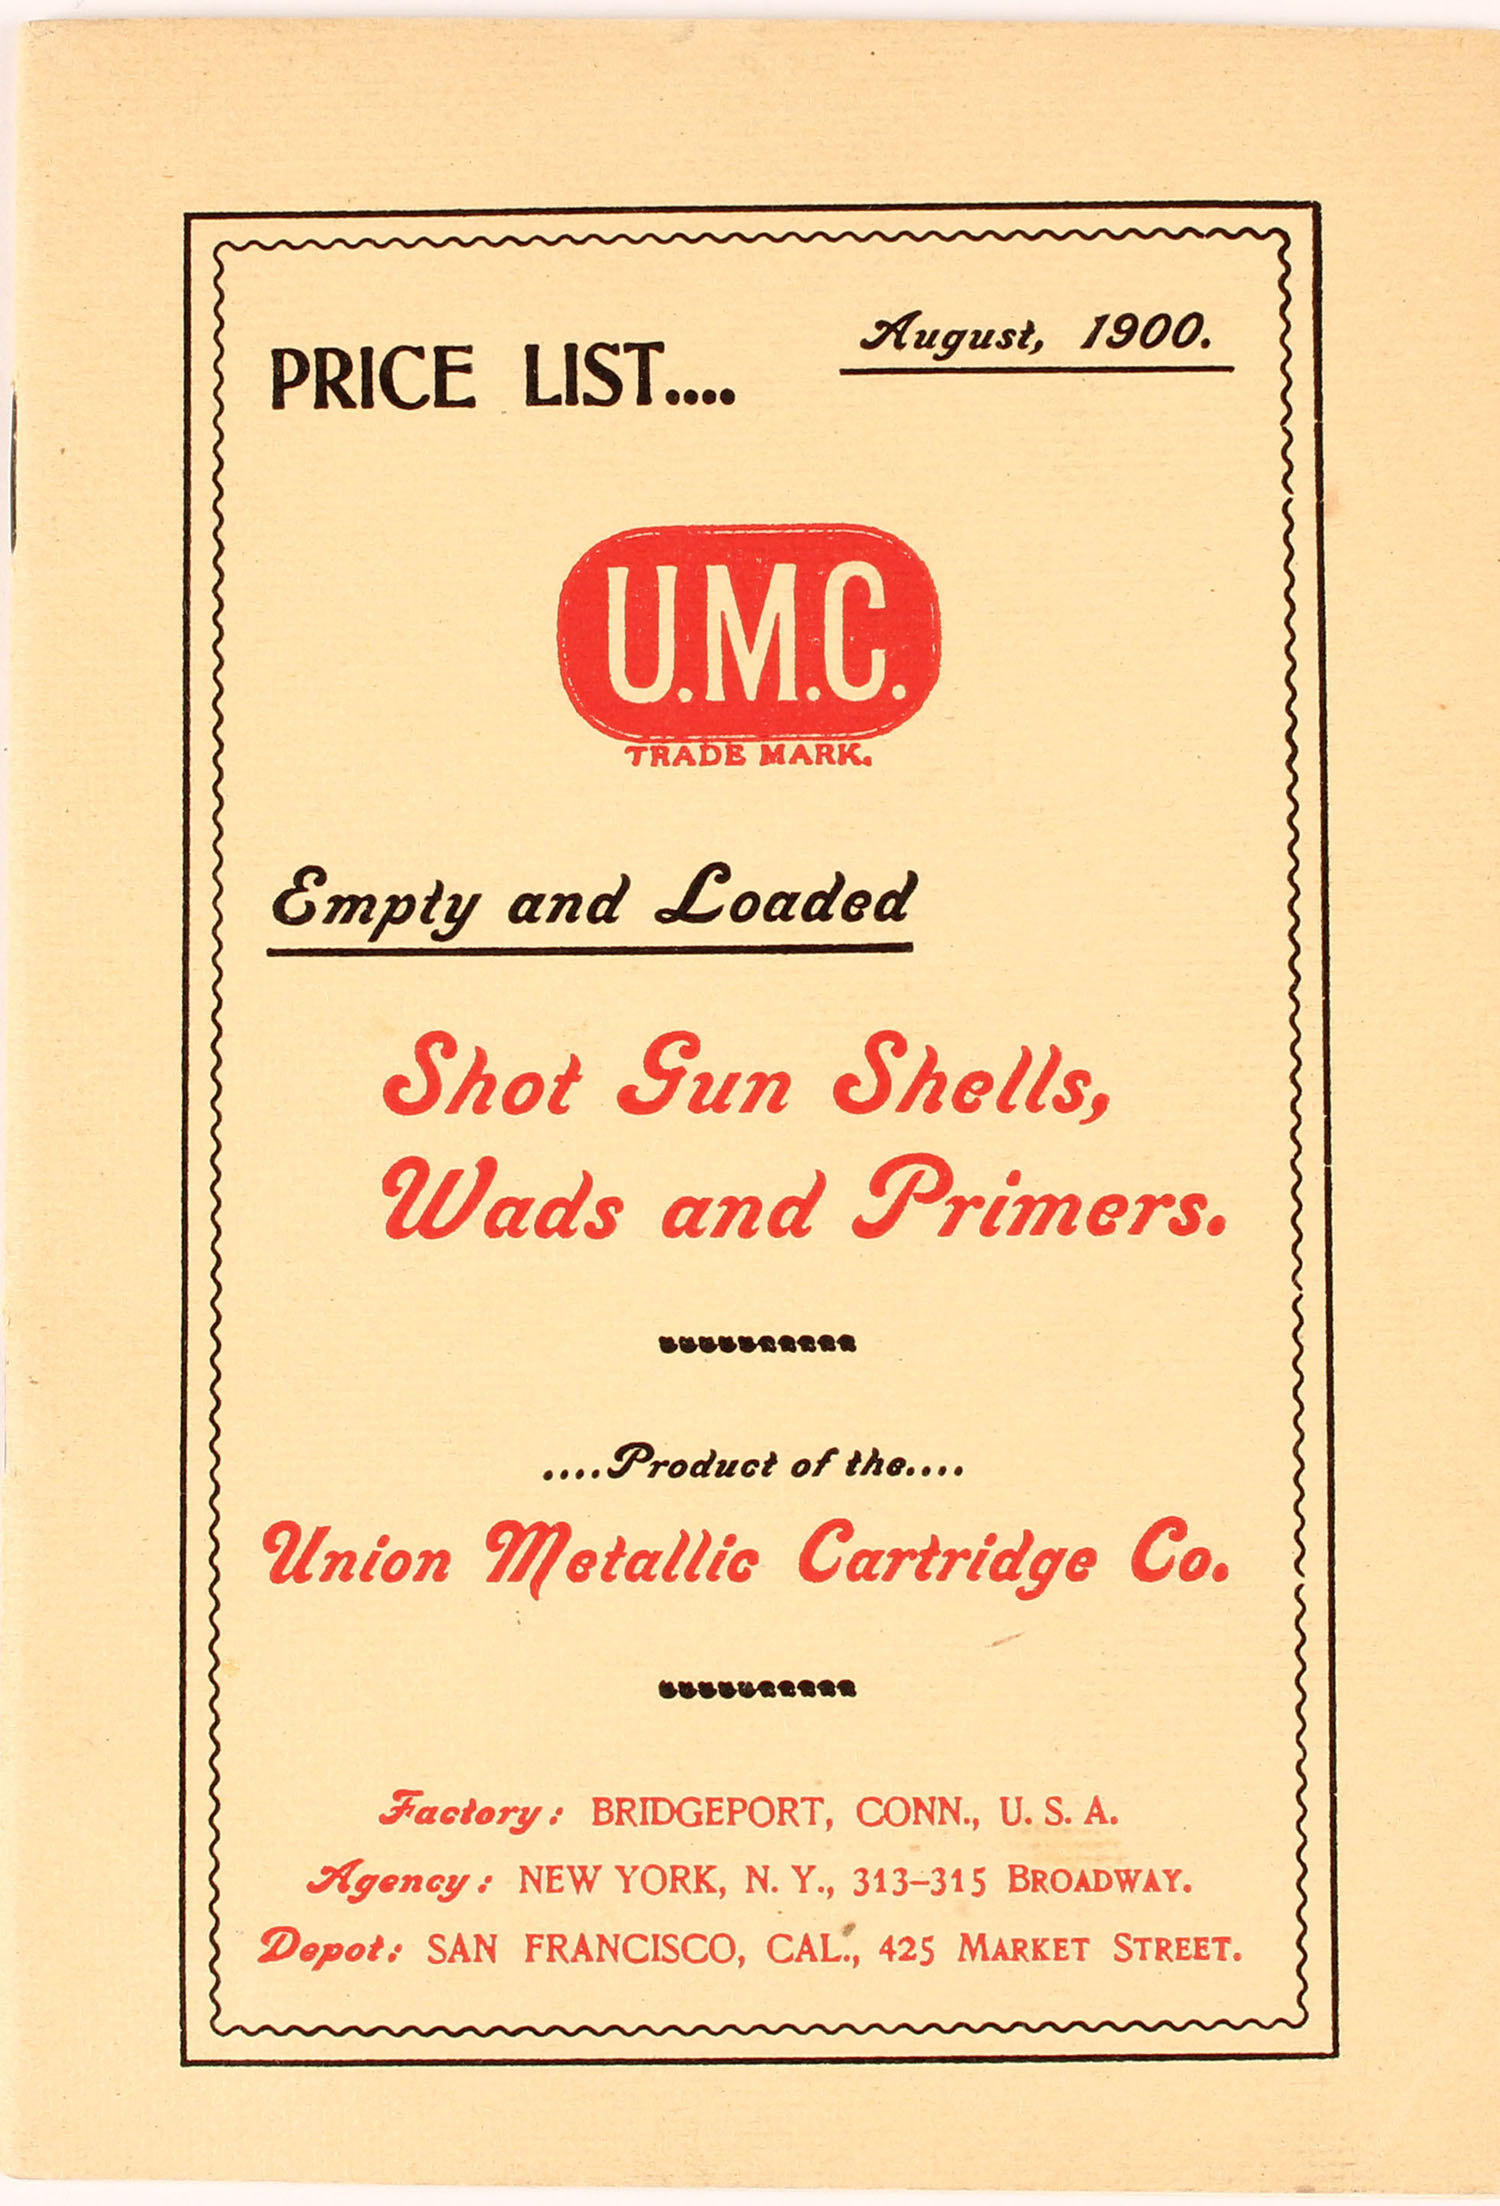 PRICE LIST....
August, 1900.
U.M.C.
TRADE MARK.
Empty and Loaded
Shot Gun Shells,
Wads and Primers.
....Product of the....
Union Metallic Cartridge Co.
Factory: BRIDGEPORT, CONN., U. S. A.
Agency: NEW YORK, N. Y., 313-315 BROADWAY.
Depot: SAN FRANCISCO, CAL., 425 MARKET STREET.